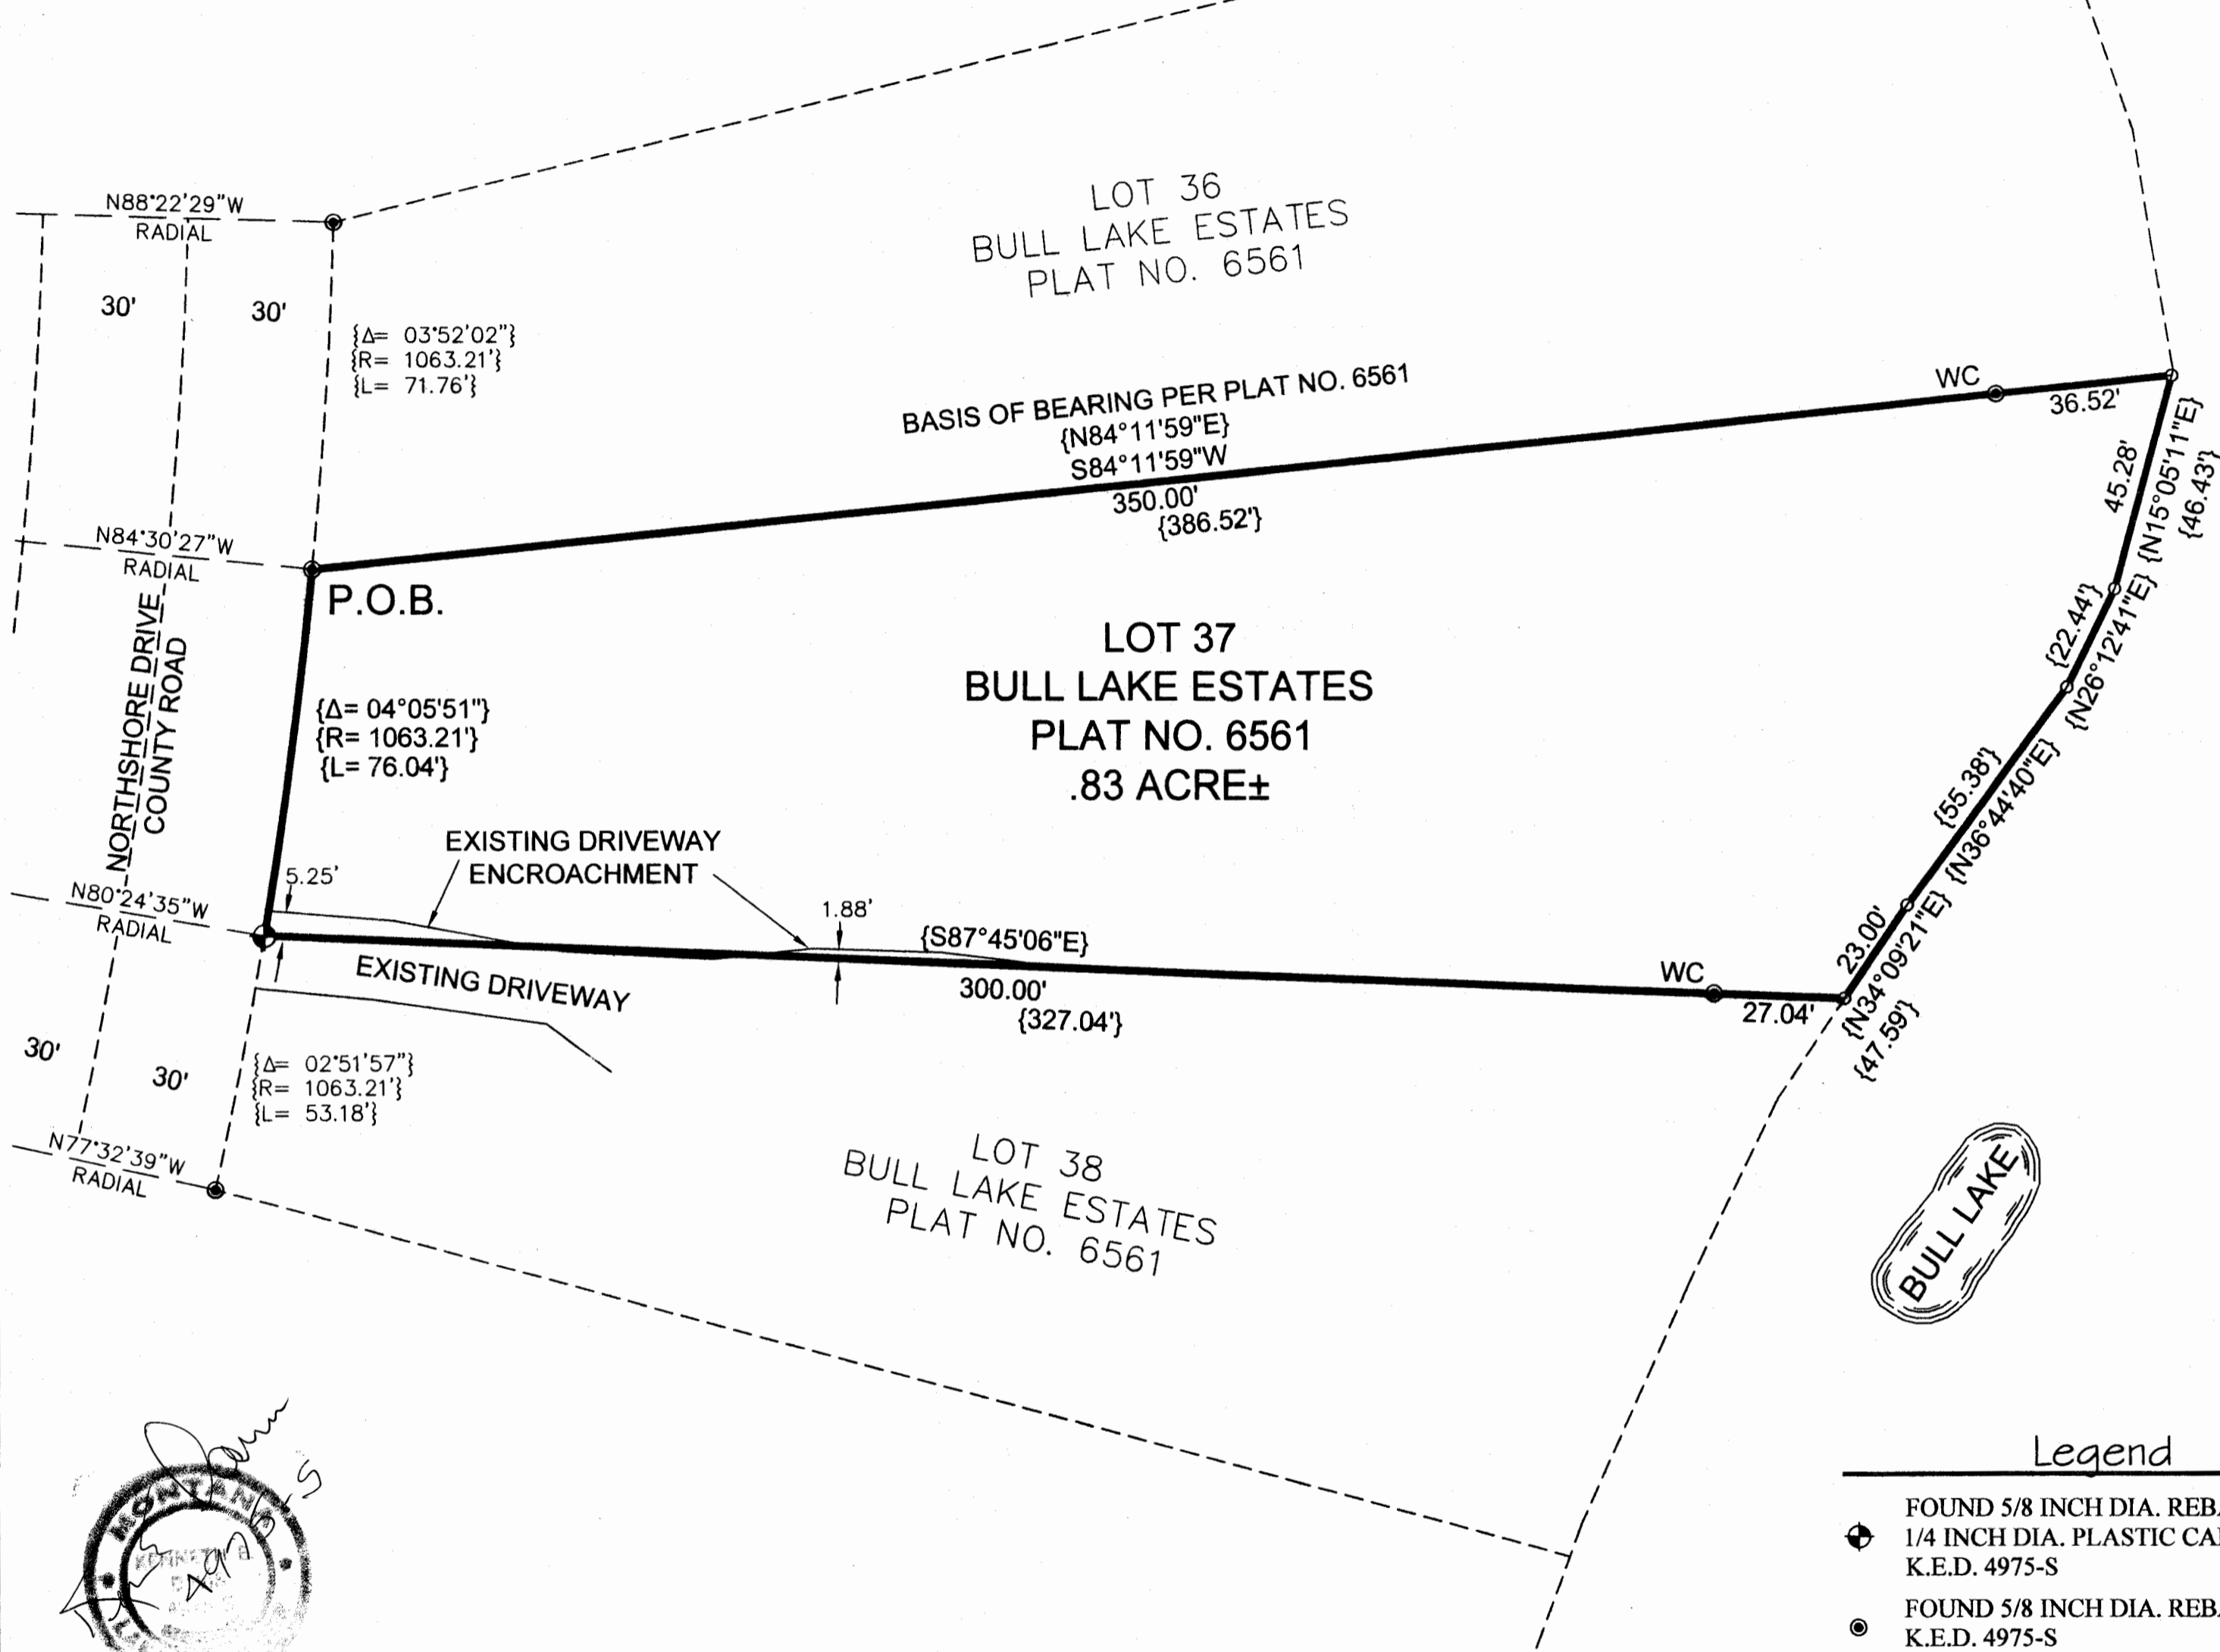 LOT 36
BULL LAKE ESTATES
PLAT NO. 6561
N88°22'29"W
RADIAL
30'
30'
{Δ= 03°52'02"}
{R= 1063.21'}
{L= 71.76'}
BASIS OF BEARING PER PLAT NO. 6561
{N84°11'59"E}
S84°11'59"W
350.00'
{386.52'}
WC
36.52'
45.28'
{N15°05'11"E}
{46.43'}
N84°30'27"W
RADIAL
P.O.B.
NORTHSHORE DRIVE
COUNTY ROAD
{Δ= 04°05'51"}
{R= 1063.21'}
{L= 76.04'}
LOT 37
BULL LAKE ESTATES
PLAT NO. 6561
.83 ACRE±
{22.44'}
{N26°12'41"E}
{55.38'}
{N36°44'40"E}
EXISTING DRIVEWAY
ENCROACHMENT
5.25'
1.88'
N80°24'35"W
RADIAL
{S87°45'06"E}
300.00'
{327.04'}
EXISTING DRIVEWAY
WC
27.04'
23.00'
{N34°09'21"E}
{47.59'}
30'
30'
{Δ= 02°51'57"}
{R= 1063.21'}
{L= 53.18'}
N77°32'39"W
RADIAL
LOT 38
BULL LAKE ESTATES
PLAT NO. 6561
BULL LAKE
MONTANA
KENNETH E.
4975-S
Legend
FOUND 5/8 INCH DIA. REB
1/4 INCH DIA. PLASTIC CA
K.E.D. 4975-S
FOUND 5/8 INCH DIA. REB
K.E.D. 4975-S